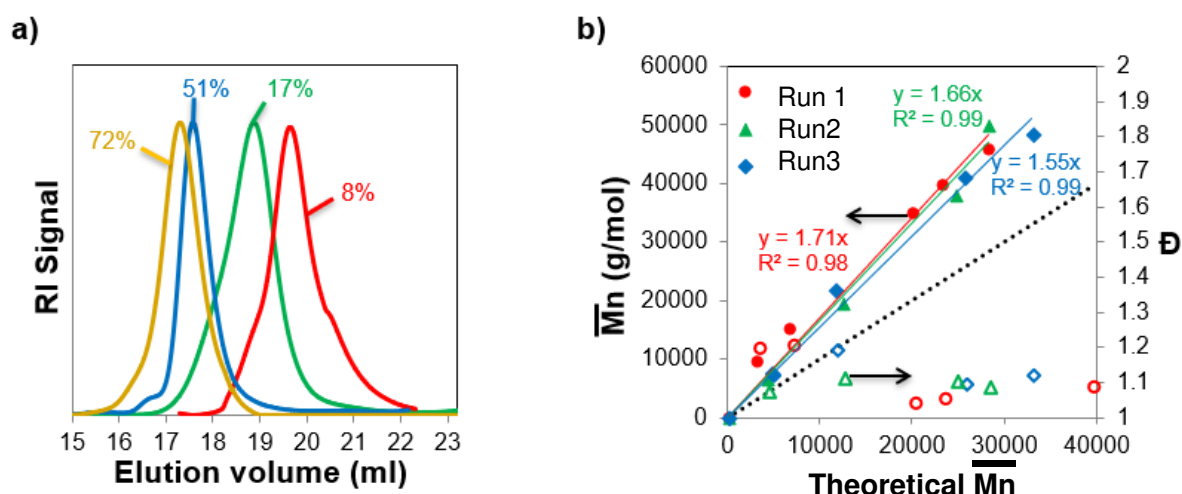 a)
51%
17%
72%
8%
RI Signal
15 16 17 18 19 20 21 22 23
Elution volume (ml)
b)
60000
50000
40000
30000
20000
10000
0
M̅n (g/mol)
Run 1
Run2
Run3
y = 1.66x
R² = 0.99
y = 1.55x
R² = 0.99
y = 1.71x
R² = 0.98
2
1.9
1.8
1.7
1.6
1.5
1.4
1.3
1.2
1.1
1
Đ
0 10000 20000 30000 40000
Theoretical M̅n̅